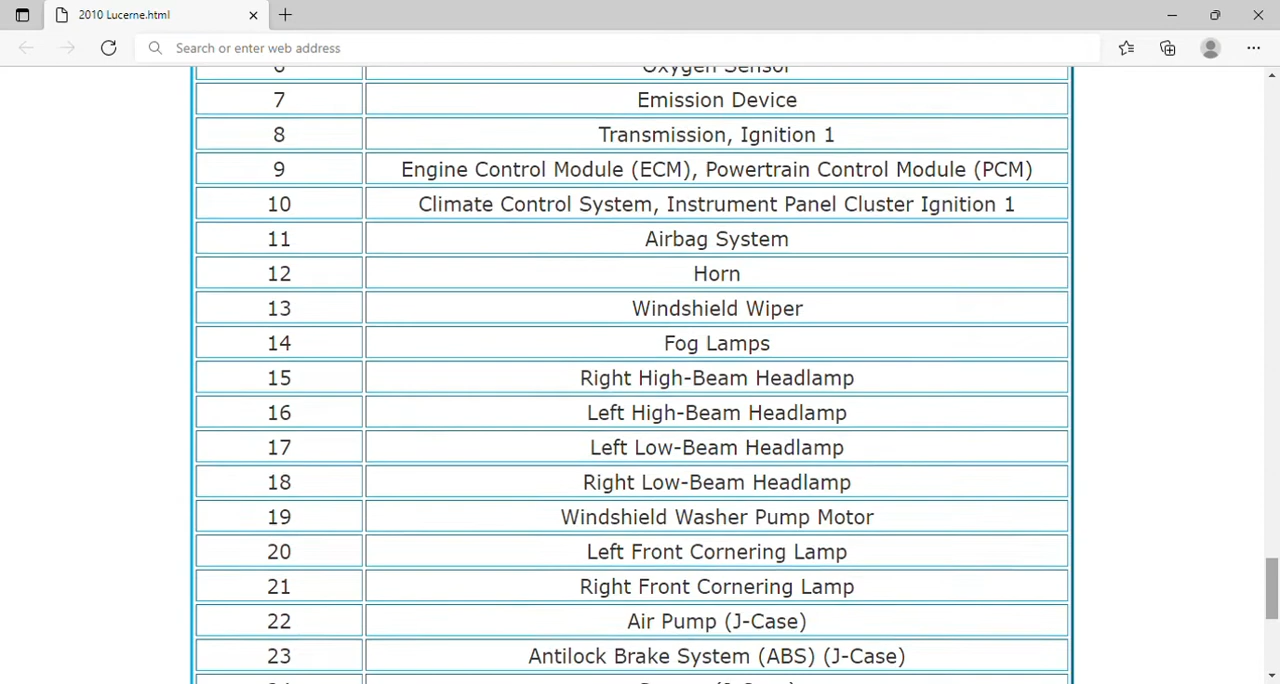 2010 Lucerne.html
Search or enter web address
6 Oxygen Sensor
7 Emission Device
8 Transmission, Ignition 1
9 Engine Control Module (ECM), Powertrain Control Module (PCM)
10 Climate Control System, Instrument Panel Cluster Ignition 1
11 Airbag System
12 Horn
13 Windshield Wiper
14 Fog Lamps
15 Right High-Beam Headlamp
16 Left High-Beam Headlamp
17 Left Low-Beam Headlamp
18 Right Low-Beam Headlamp
19 Windshield Washer Pump Motor
20 Left Front Cornering Lamp
21 Right Front Cornering Lamp
22 Air Pump (J-Case)
23 Antilock Brake System (ABS) (J-Case)